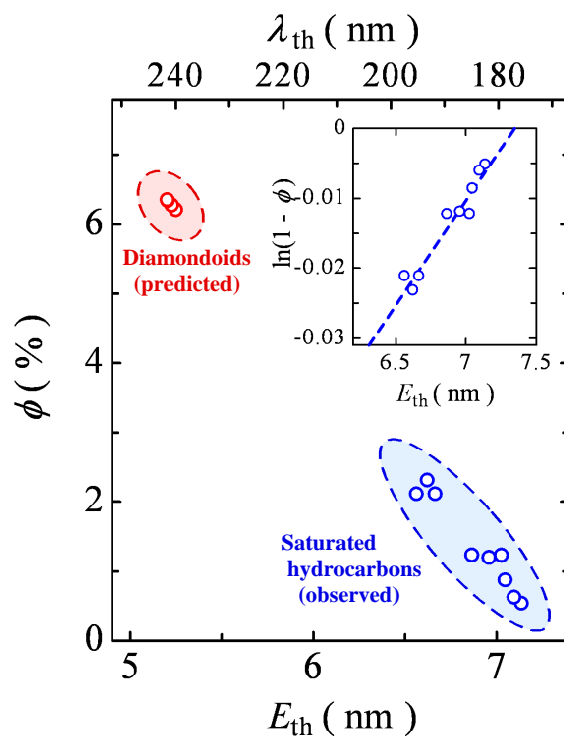 λth ( nm )
240 220 200 180
6
4
2
0
ϕ ( % )
Diamondoids
(predicted)
0
-0.01
-0.02
-0.03
ln(1 - ϕ)
6.5 7 7.5
Eth ( nm )
Saturated
hydrocarbons
(observed)
5 6 7
Eth ( nm )